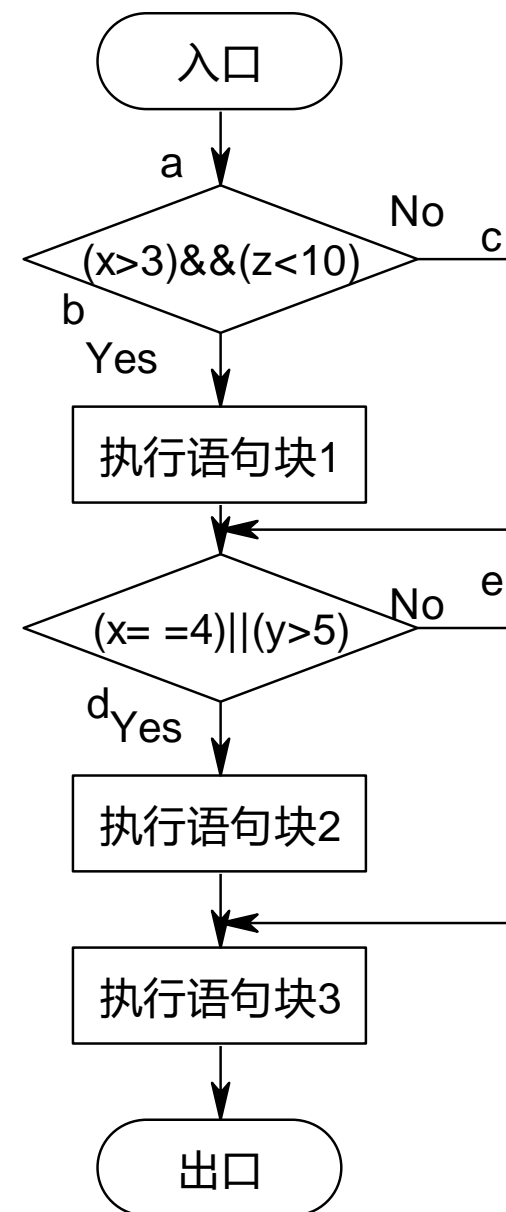 入口
a
No
c
(x>3)&&(z<10)
b
Yes
执行语句块1
e
No
(x= =4)||(y>5)
d
Yes
执行语句块2
执行语句块3
出口